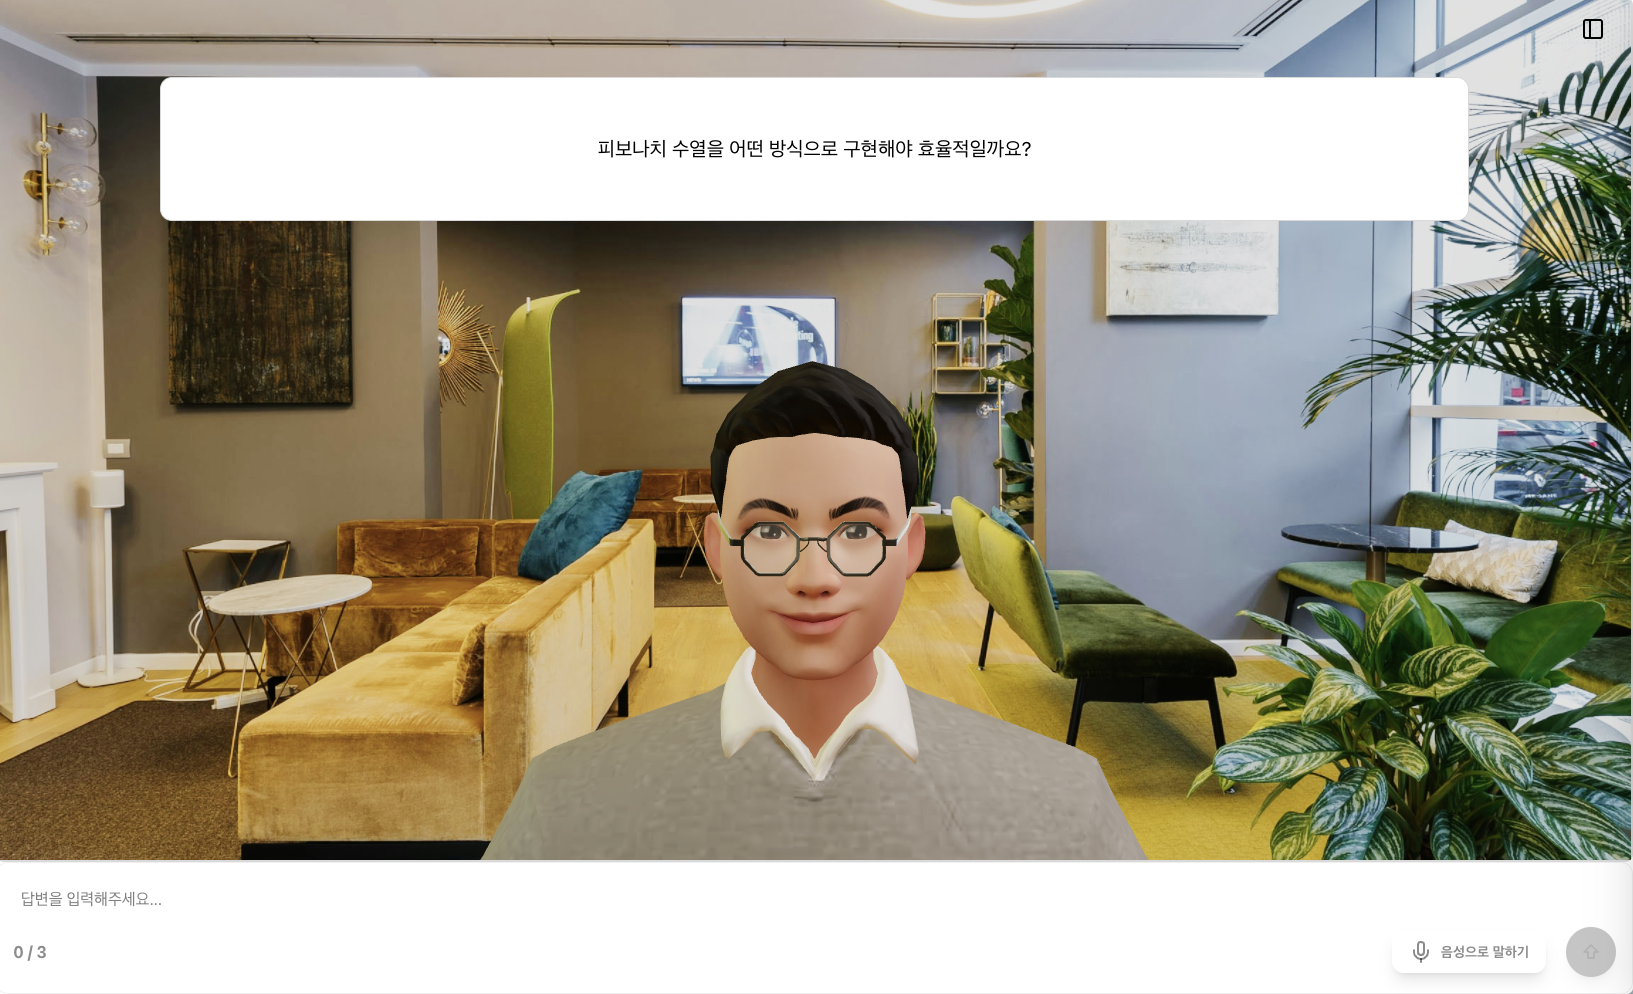 피보나치 수열을 어떤 방식으로 구현해야 효율적일까요?
답변을 입력해주세요...
0 / 3
음성으로 말하기